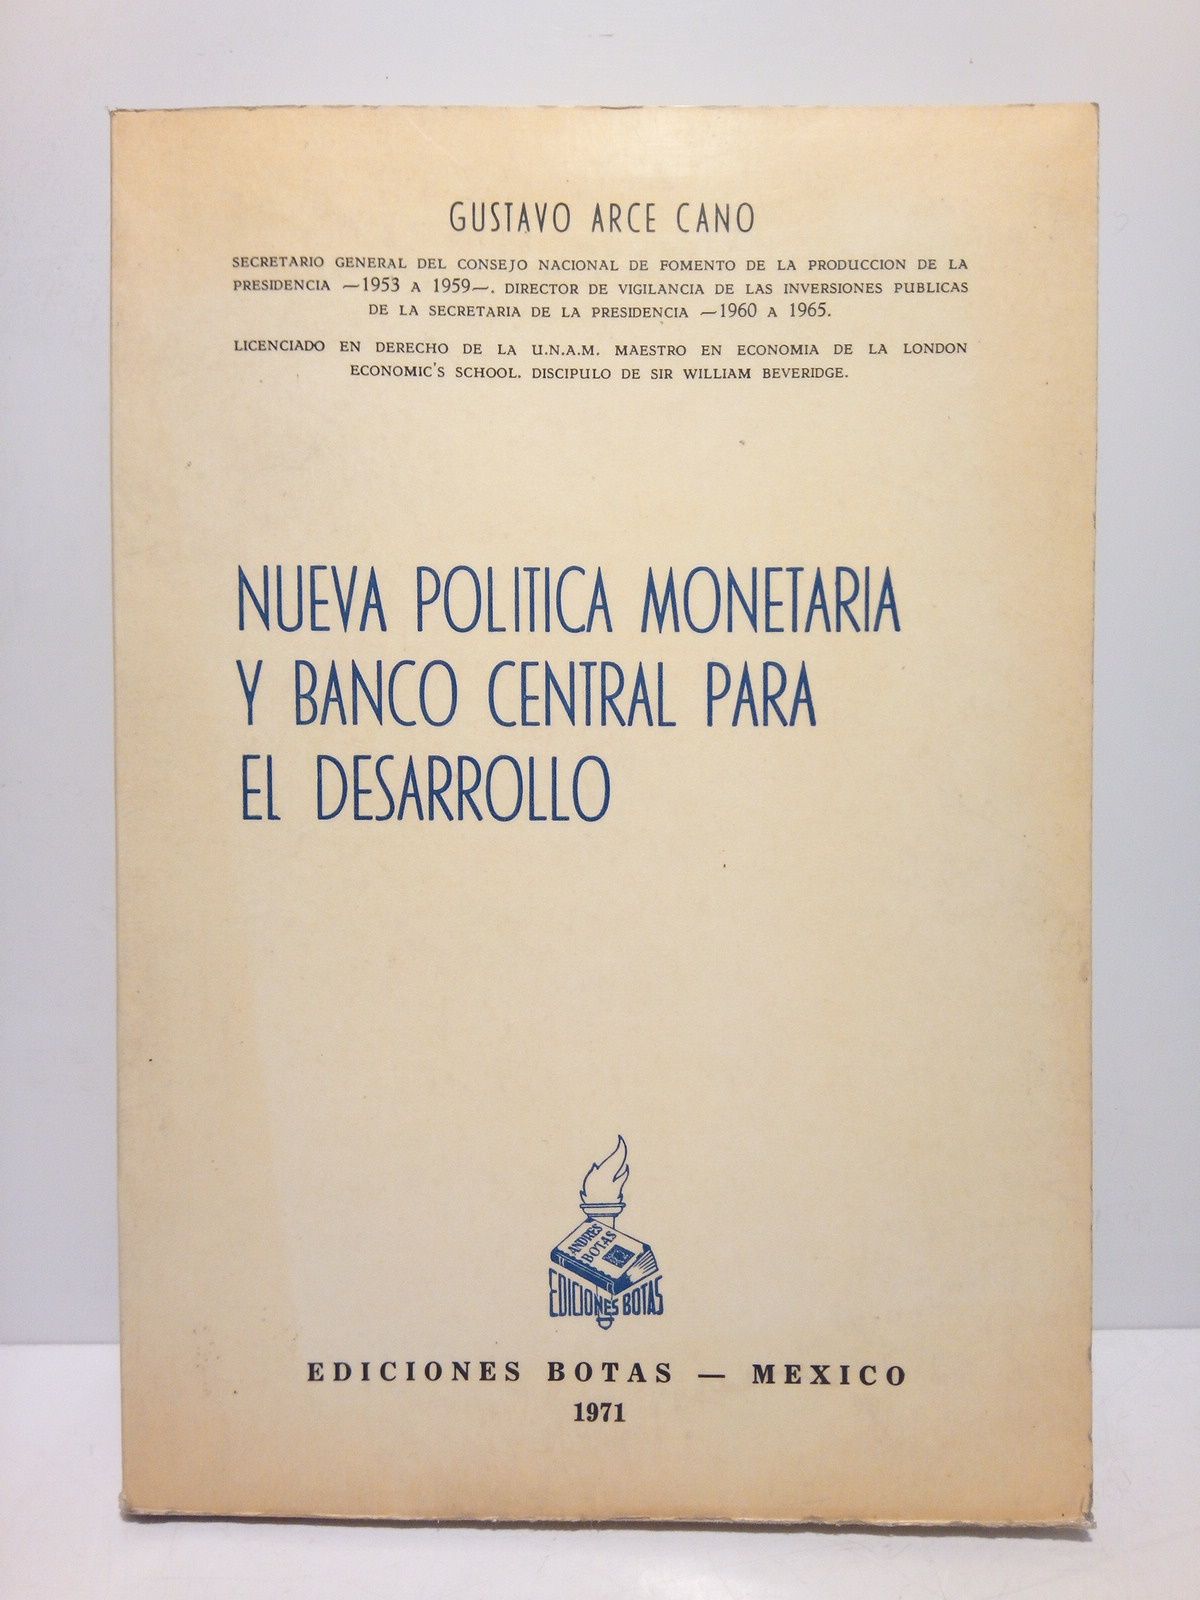 GUSTAVO ARCE CANO
SECRETARIO GENERAL DEL CONSEJO NACIONAL DE FOMENTO DE LA PRODUCCION DE LA
PRESIDENCIA —1953 A 1959—. DIRECTOR DE VIGILANCIA DE LAS INVERSIONES PUBLICAS
DE LA SECRETARIA DE LA PRESIDENCIA —1960 A 1965.
LICENCIADO EN DERECHO DE LA U.N.A.M. MAESTRO EN ECONOMIA DE LA LONDON
ECONOMIC'S SCHOOL. DISCIPULO DE SIR WILLIAM BEVERIDGE.
NUEVA POLITICA MONETARIA
Y BANCO CENTRAL PARA
EL DESARROLLO
ANDRES
BOTAS
EDICIONES BOTAS
EDICIONES BOTAS — MEXICO
1971